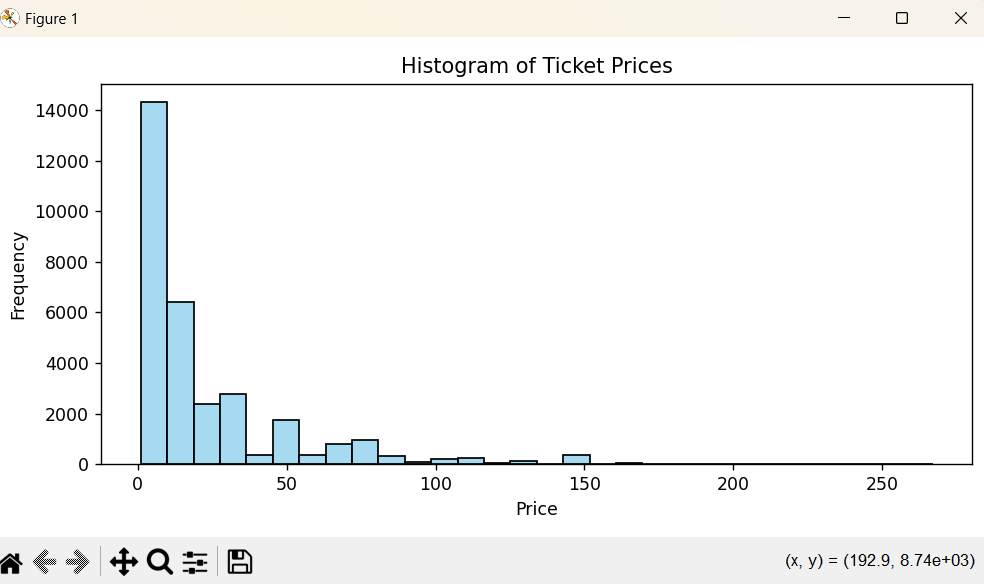 Figure 1
Histogram of Ticket Prices
14000
12000
10000
8000
6000
4000
2000
0
Frequency
0 50 100 150 200 250
Price
(x, y) = (192.9, 8.74e+03)